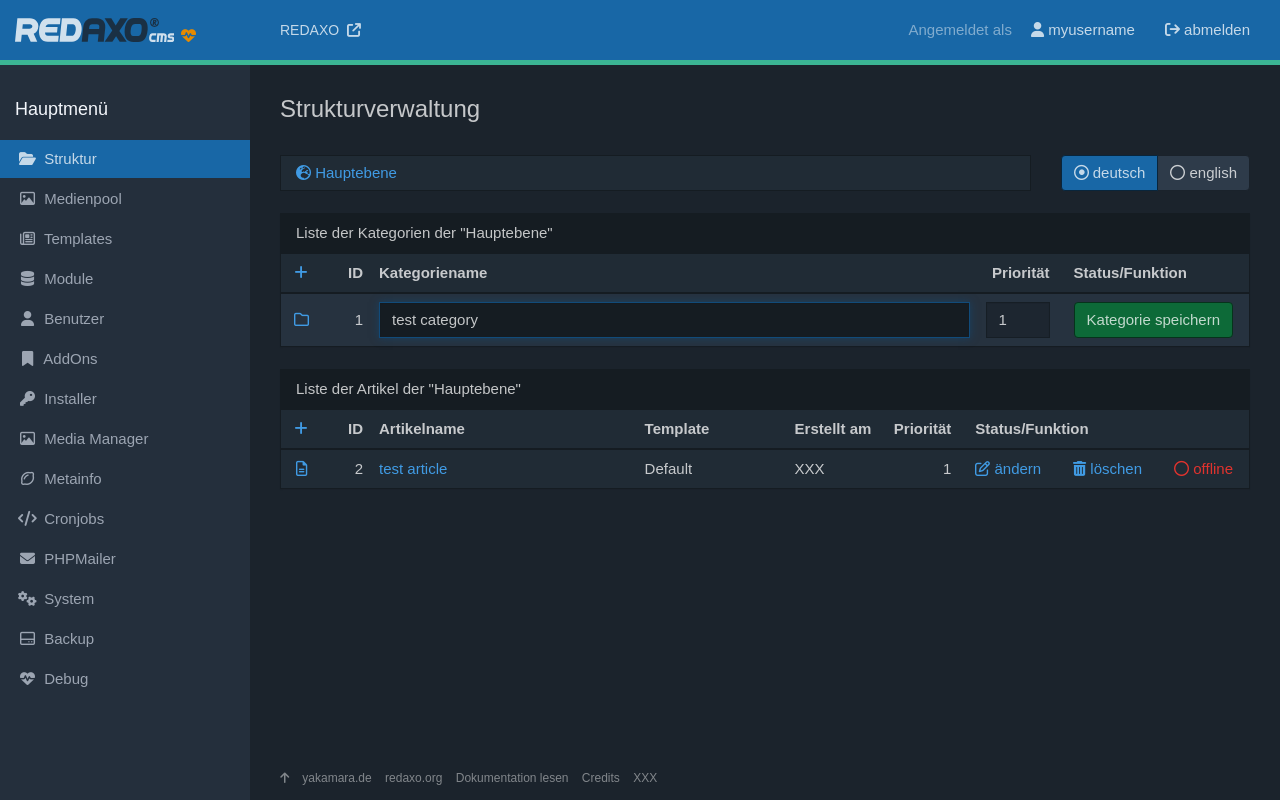 REDAXO® cms
REDAXO
Angemeldet als myusername abmelden
Hauptmenü
Struktur
Medienpool
Templates
Module
Benutzer
AddOns
Installer
Media Manager
Metainfo
Cronjobs
PHPMailer
System
Backup
Debug
Strukturverwaltung
Hauptebene
deutsch english
Liste der Kategorien der "Hauptebene"
ID Kategoriename Priorität Status/Funktion
1 test category 1 Kategorie speichern
Liste der Artikel der "Hauptebene"
ID Artikelname Template Erstellt am Priorität Status/Funktion
2 test article Default XXX 1 ändern löschen offline
yakamara.de redaxo.org Dokumentation lesen Credits XXX